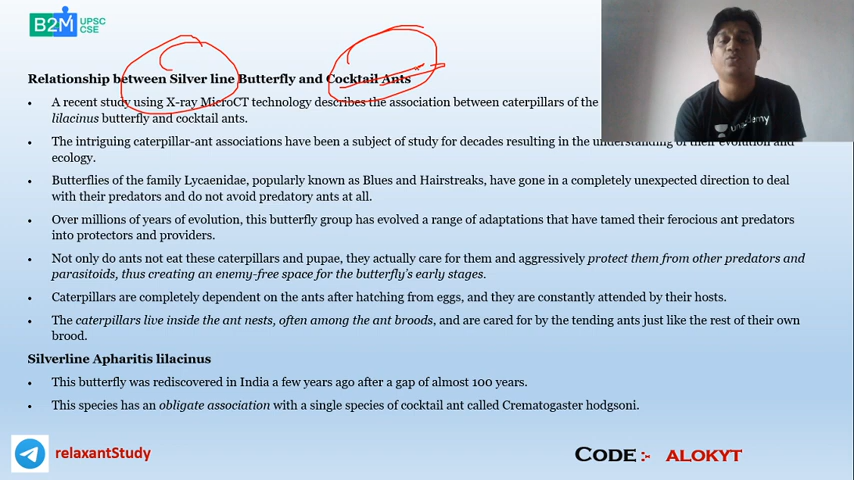 B2M UPSC
CSE
Relationship between Silver line Butterfly and Cocktail Ants
• A recent study using X-ray MicroCT technology describes the association between caterpillars of the
lilacinus butterfly and cocktail ants.
• The intriguing caterpillar-ant associations have been a subject of study for decades resulting in the understanding of their evolution and
ecology.
• Butterflies of the family Lycaenidae, popularly known as Blues and Hairstreaks, have gone in a completely unexpected direction to deal
with their predators and do not avoid predatory ants at all.
• Over millions of years of evolution, this butterfly group has evolved a range of adaptations that have tamed their ferocious ant predators
into protectors and providers.
• Not only do ants not eat these caterpillars and pupae, they actually care for them and aggressively protect them from other predators and
parasitoids, thus creating an enemy-free space for the butterfly's early stages.
• Caterpillars are completely dependent on the ants after hatching from eggs, and they are constantly attended by their hosts.
• The caterpillars live inside the ant nests, often among the ant broods, and are cared for by the tending ants just like the rest of their own
brood.
Silverline Apharitis lilacinus
• This butterfly was rediscovered in India a few years ago after a gap of almost 100 years.
• This species has an obligate association with a single species of cocktail ant called Crematogaster hodgsoni.
relaxantStudy
CODE :- ALOKYT